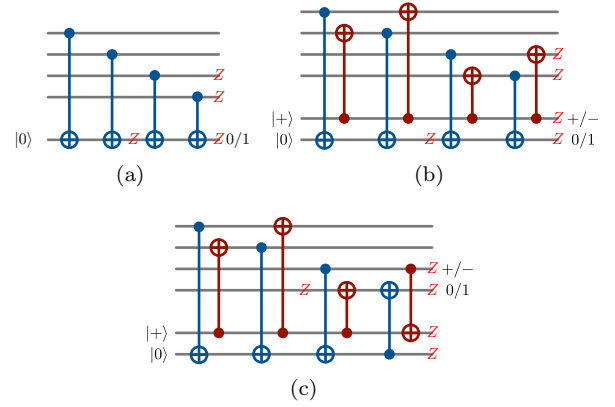 Z
Z
|0⟩ Z Z 0/1
(a)
Z
Z
|+⟩ Z +/−
|0⟩ Z Z 0/1
(b)
Z +/−
Z Z 0/1
|+⟩ Z
|0⟩ Z
(c)